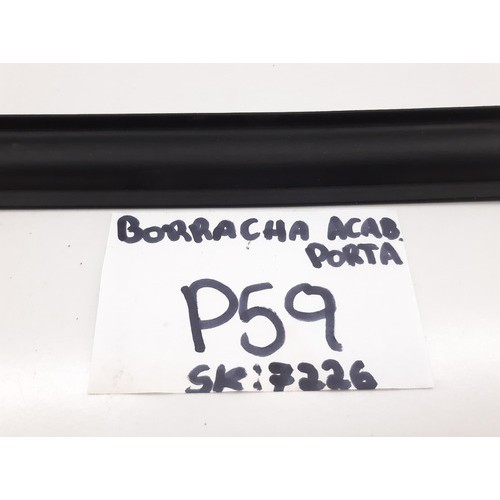 BORRACHA ACAB.
PORTA
P59
SK:7226